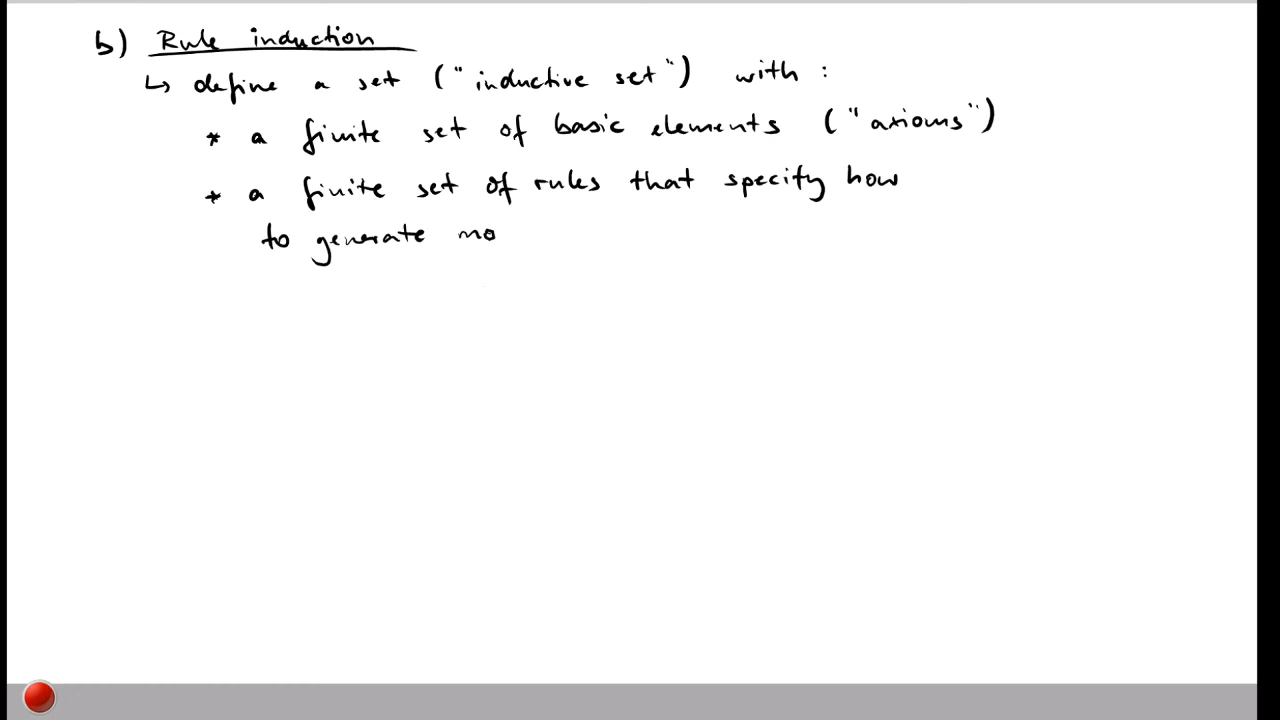 b) Rule induction
↳ define a set ("inductive set") with :
* a finite set of basic elements ("axioms")
* a finite set of rules that specify how
to generate mo